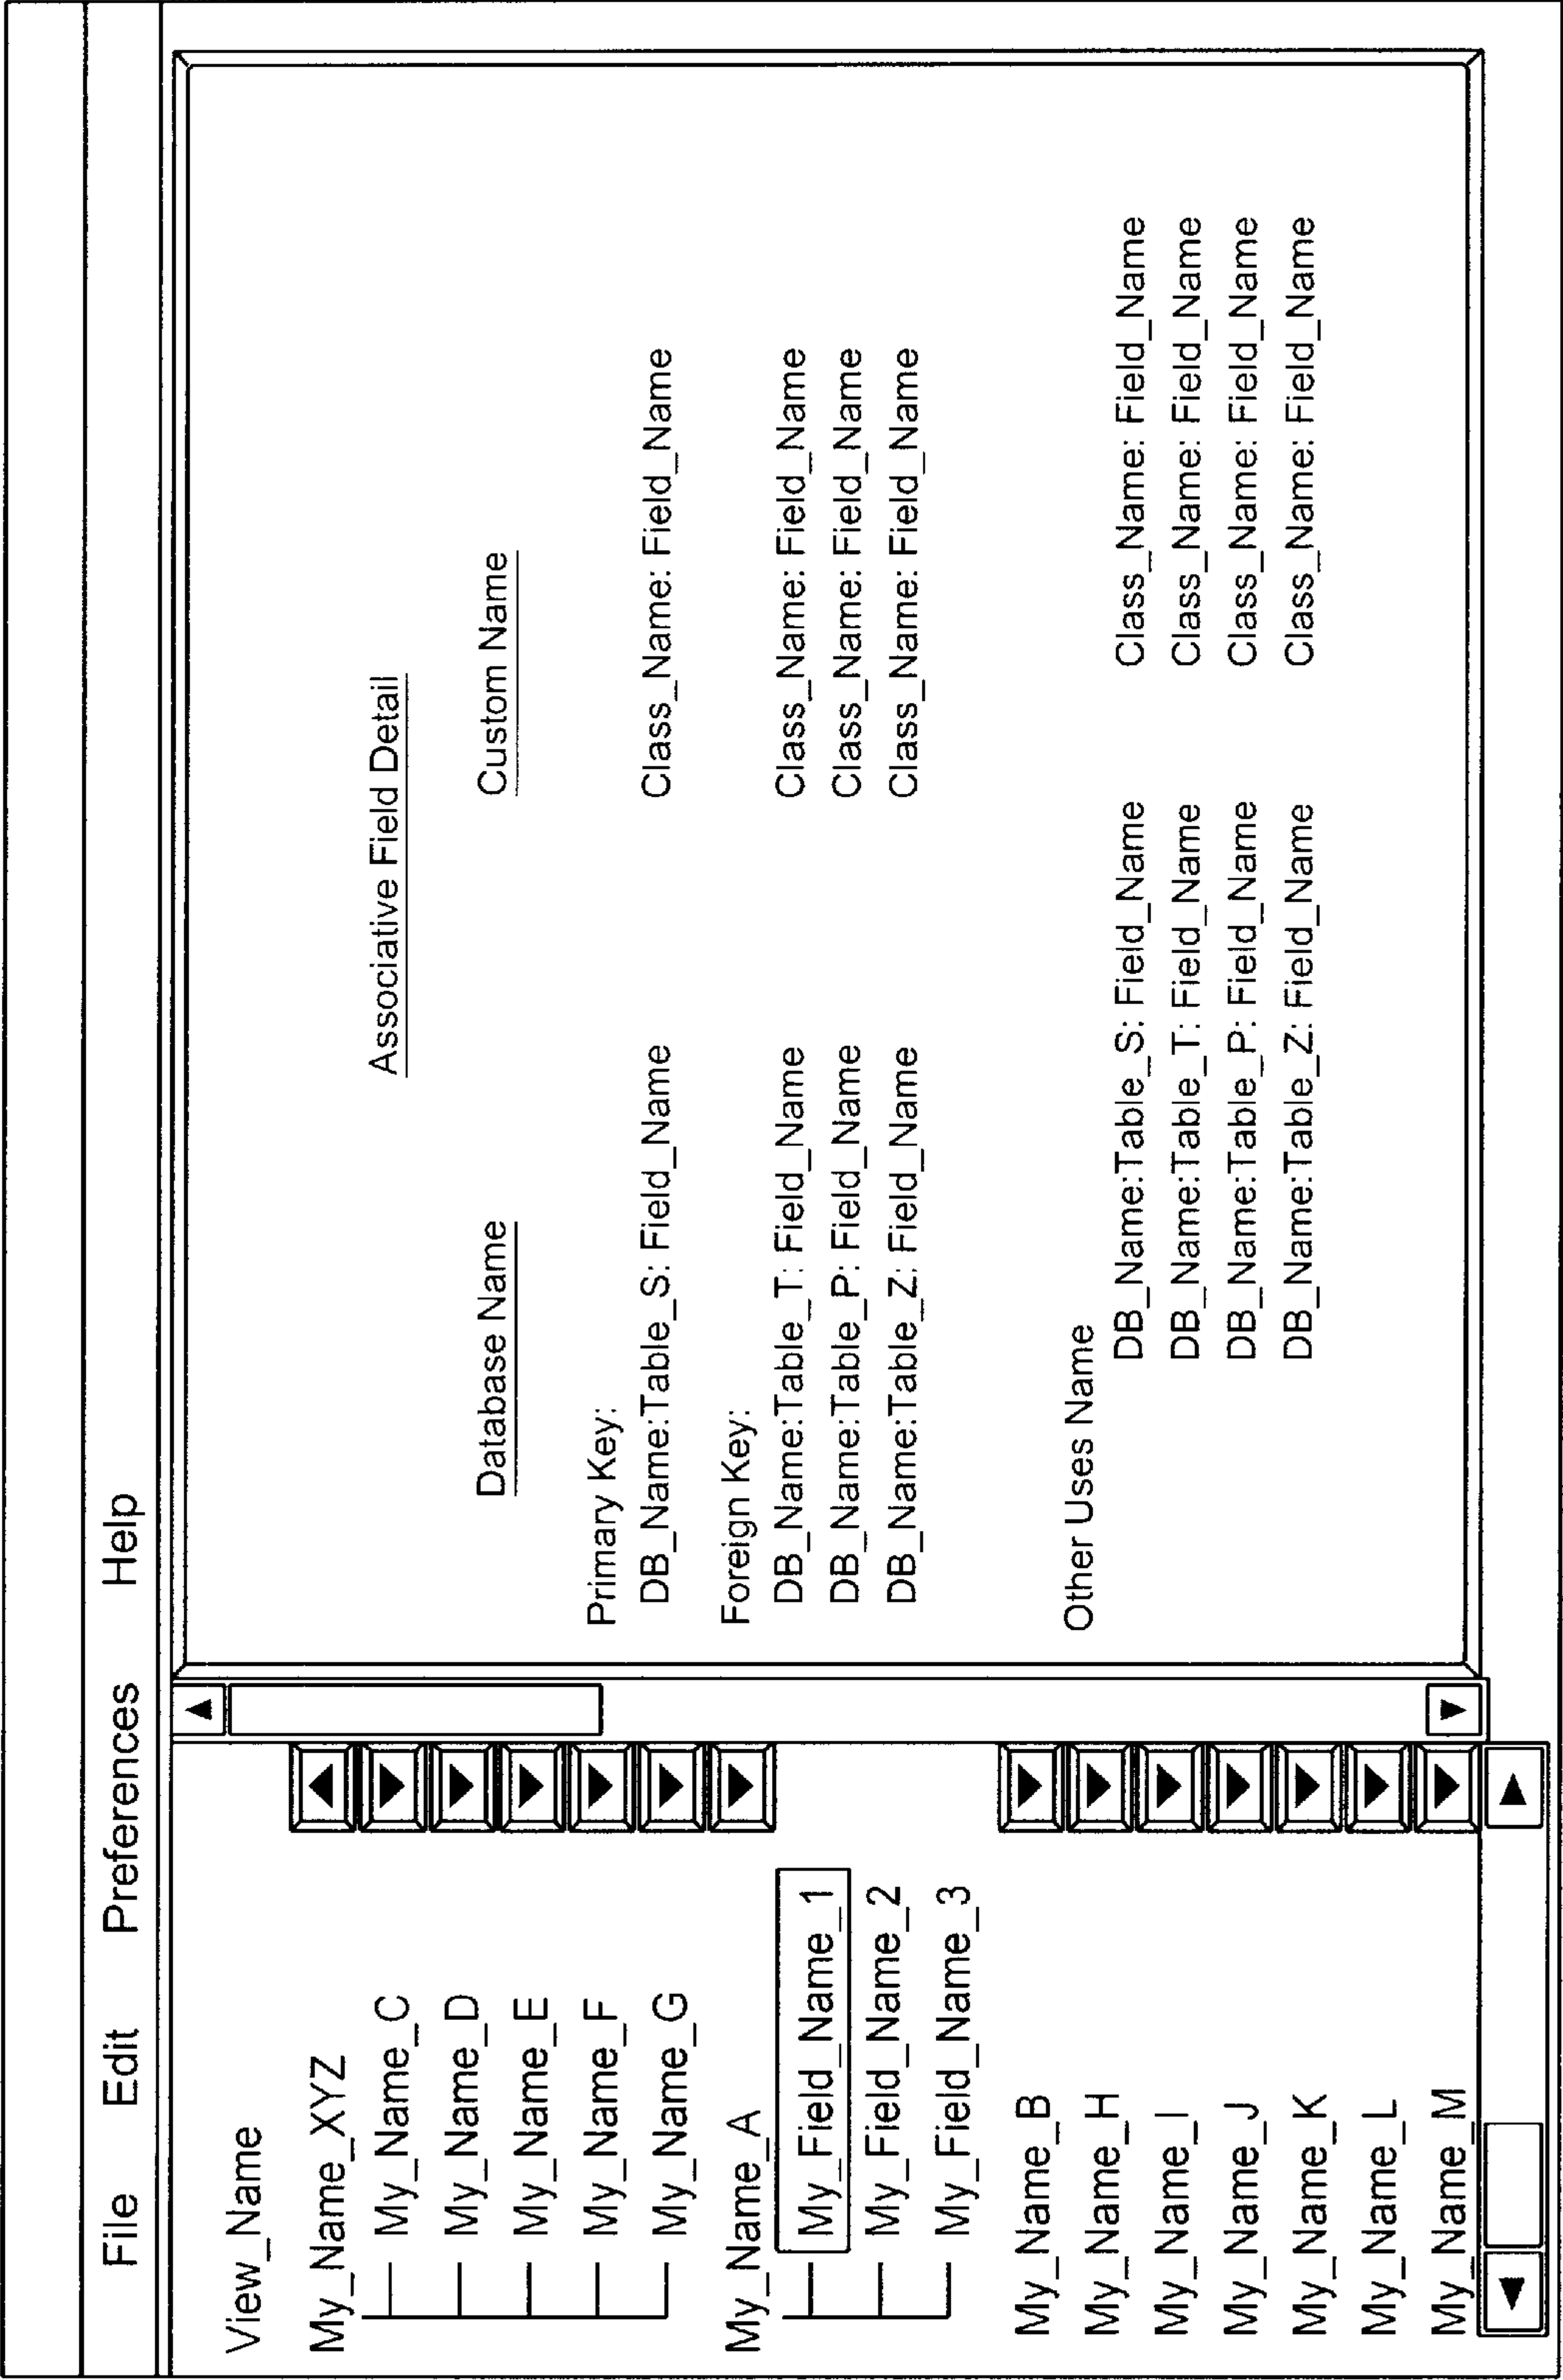 File Edit Preferences Help
View_Name
My_Name_XYZ
My_Name_C
My_Name_D
My_Name_E
My_Name_F
My_Name_G
My_Name_A
My_Field_Name_1
My_Field_Name_2
My_Field_Name_3
My_Name_B
My_Name_H
My_Name_I
My_Name_J
My_Name_K
My_Name_L
My_Name_M
Associative Field Detail
Database Name Custom Name
Primary Key:
DB_Name:Table_S: Field_Name Class_Name: Field_Name
Foreign Key:
DB_Name:Table_T: Field_Name Class_Name: Field_Name
DB_Name:Table_P: Field_Name Class_Name: Field_Name
DB_Name:Table_Z: Field_Name Class_Name: Field_Name
Other Uses Name
DB_Name:Table_S: Field_Name Class_Name: Field_Name
DB_Name:Table_T: Field_Name Class_Name: Field_Name
DB_Name:Table_P: Field_Name Class_Name: Field_Name
DB_Name:Table_Z: Field_Name Class_Name: Field_Name